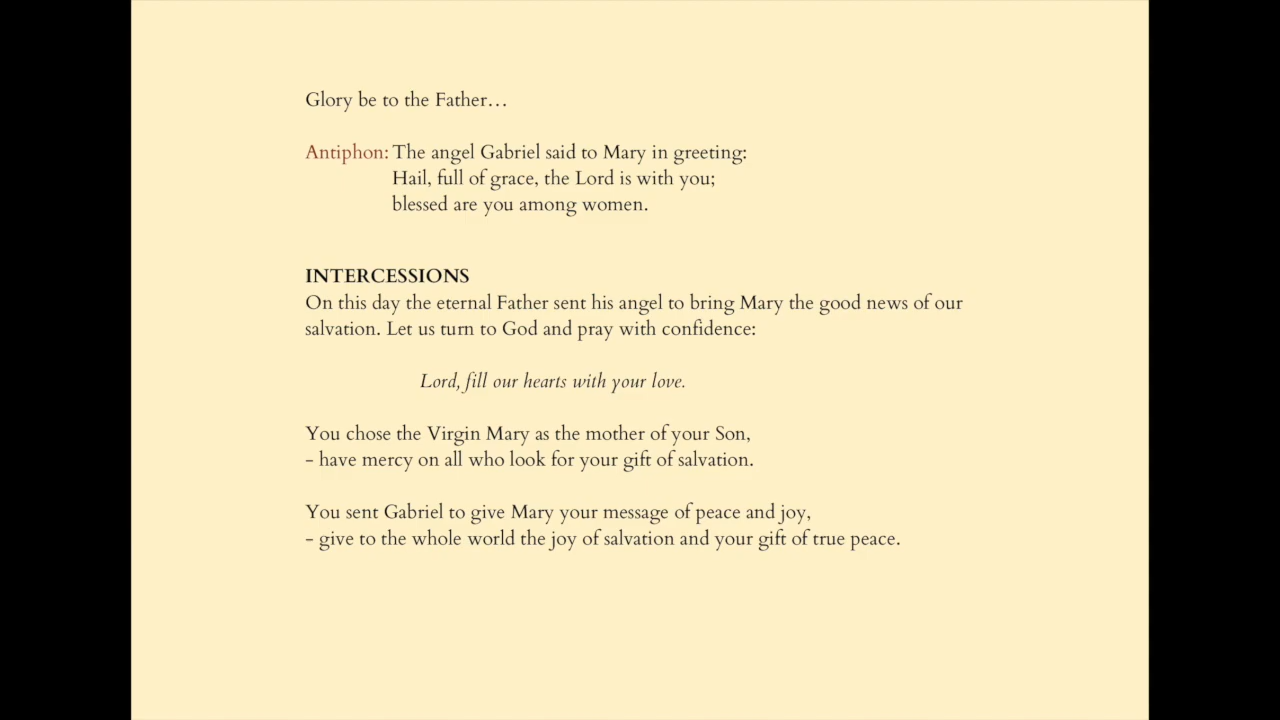 Glory be to the Father…
Antiphon: The angel Gabriel said to Mary in greeting:
Hail, full of grace, the Lord is with you;
blessed are you among women.
INTERCESSIONS
On this day the eternal Father sent his angel to bring Mary the good news of our
salvation. Let us turn to God and pray with confidence:
Lord, fill our hearts with your love.
You chose the Virgin Mary as the mother of your Son,
- have mercy on all who look for your gift of salvation.
You sent Gabriel to give Mary your message of peace and joy,
- give to the whole world the joy of salvation and your gift of true peace.